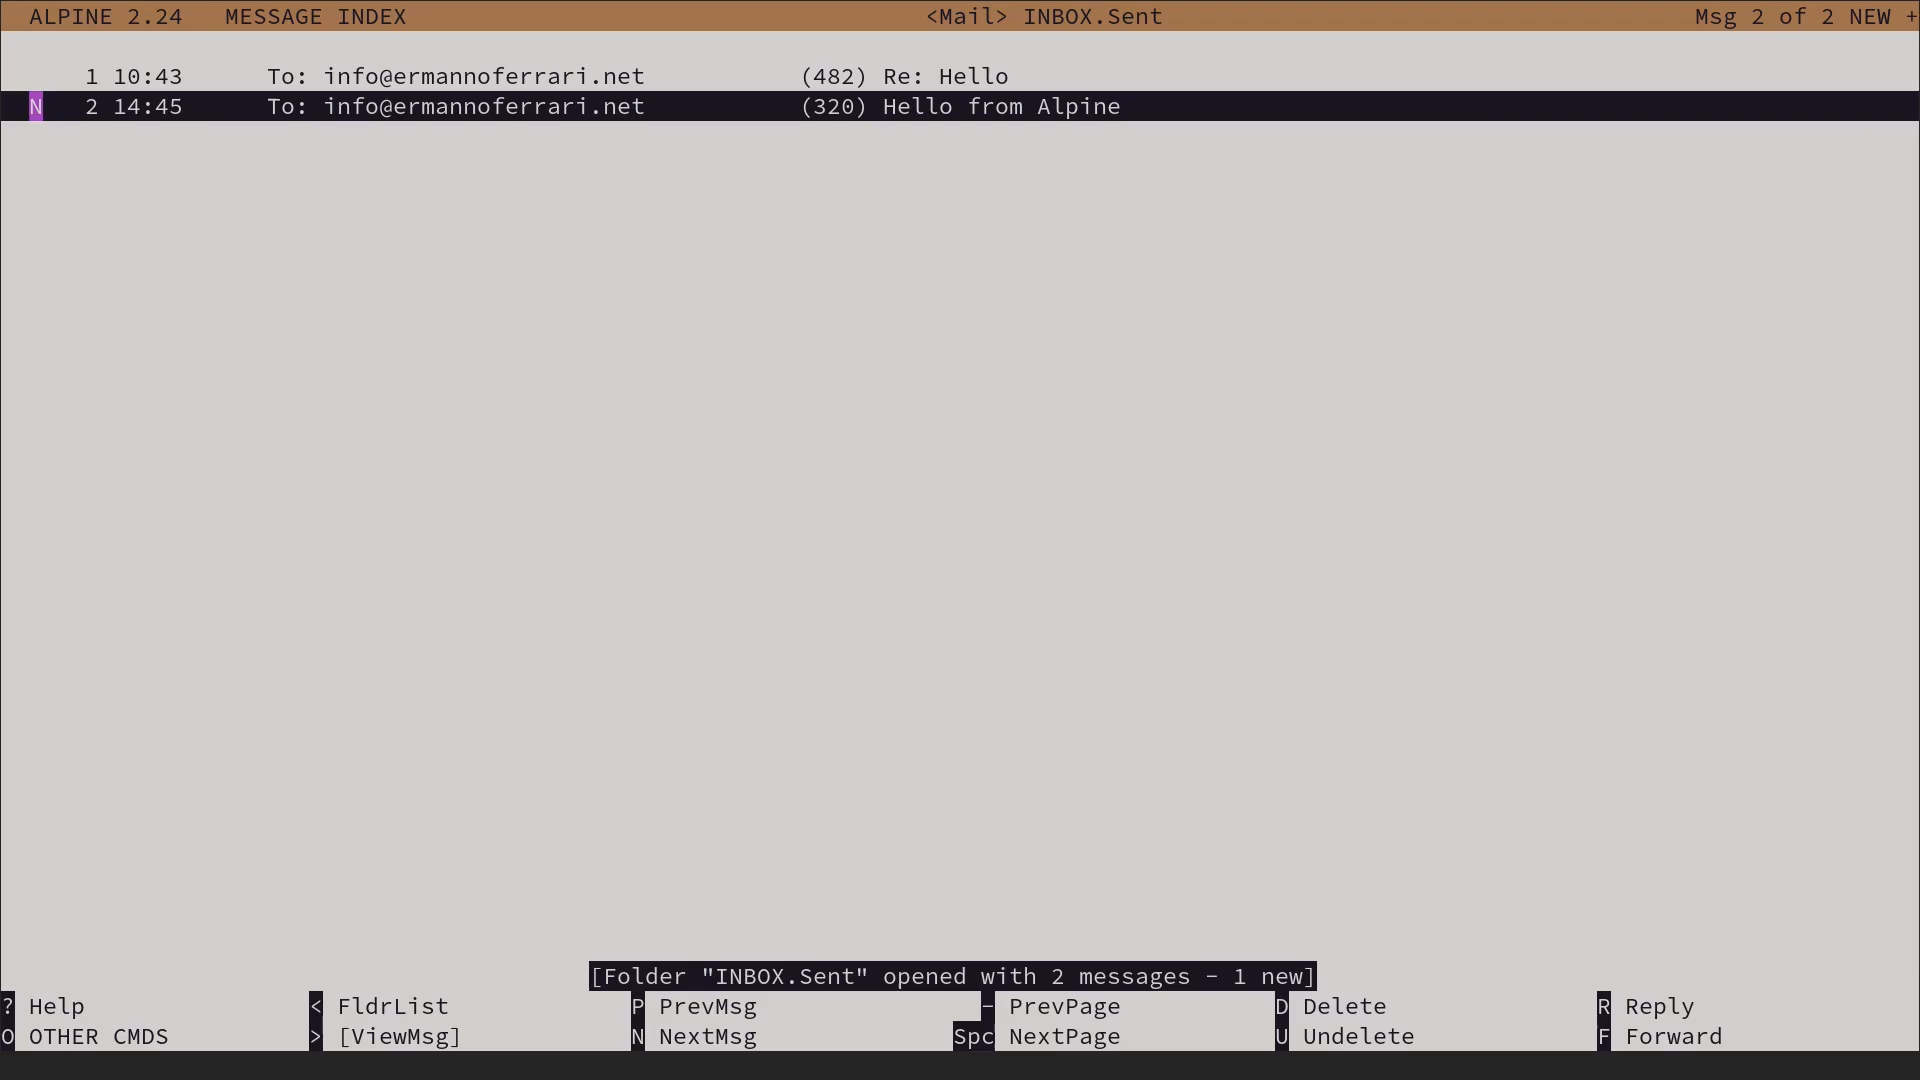 ALPINE 2.24   MESSAGE INDEX   <Mail> INBOX.Sent   Msg 2 of 2 NEW +
1 10:43   To: info@ermannoferrari.net   (482) Re: Hello
N   2 14:45   To: info@ermannoferrari.net   (320) Hello from Alpine
[Folder "INBOX.Sent" opened with 2 messages - 1 new]
? Help   < FldrList   P PrevMsg   - PrevPage   D Delete   R Reply
O OTHER CMDS   > [ViewMsg]   N NextMsg   Spc NextPage   U Undelete   F Forward